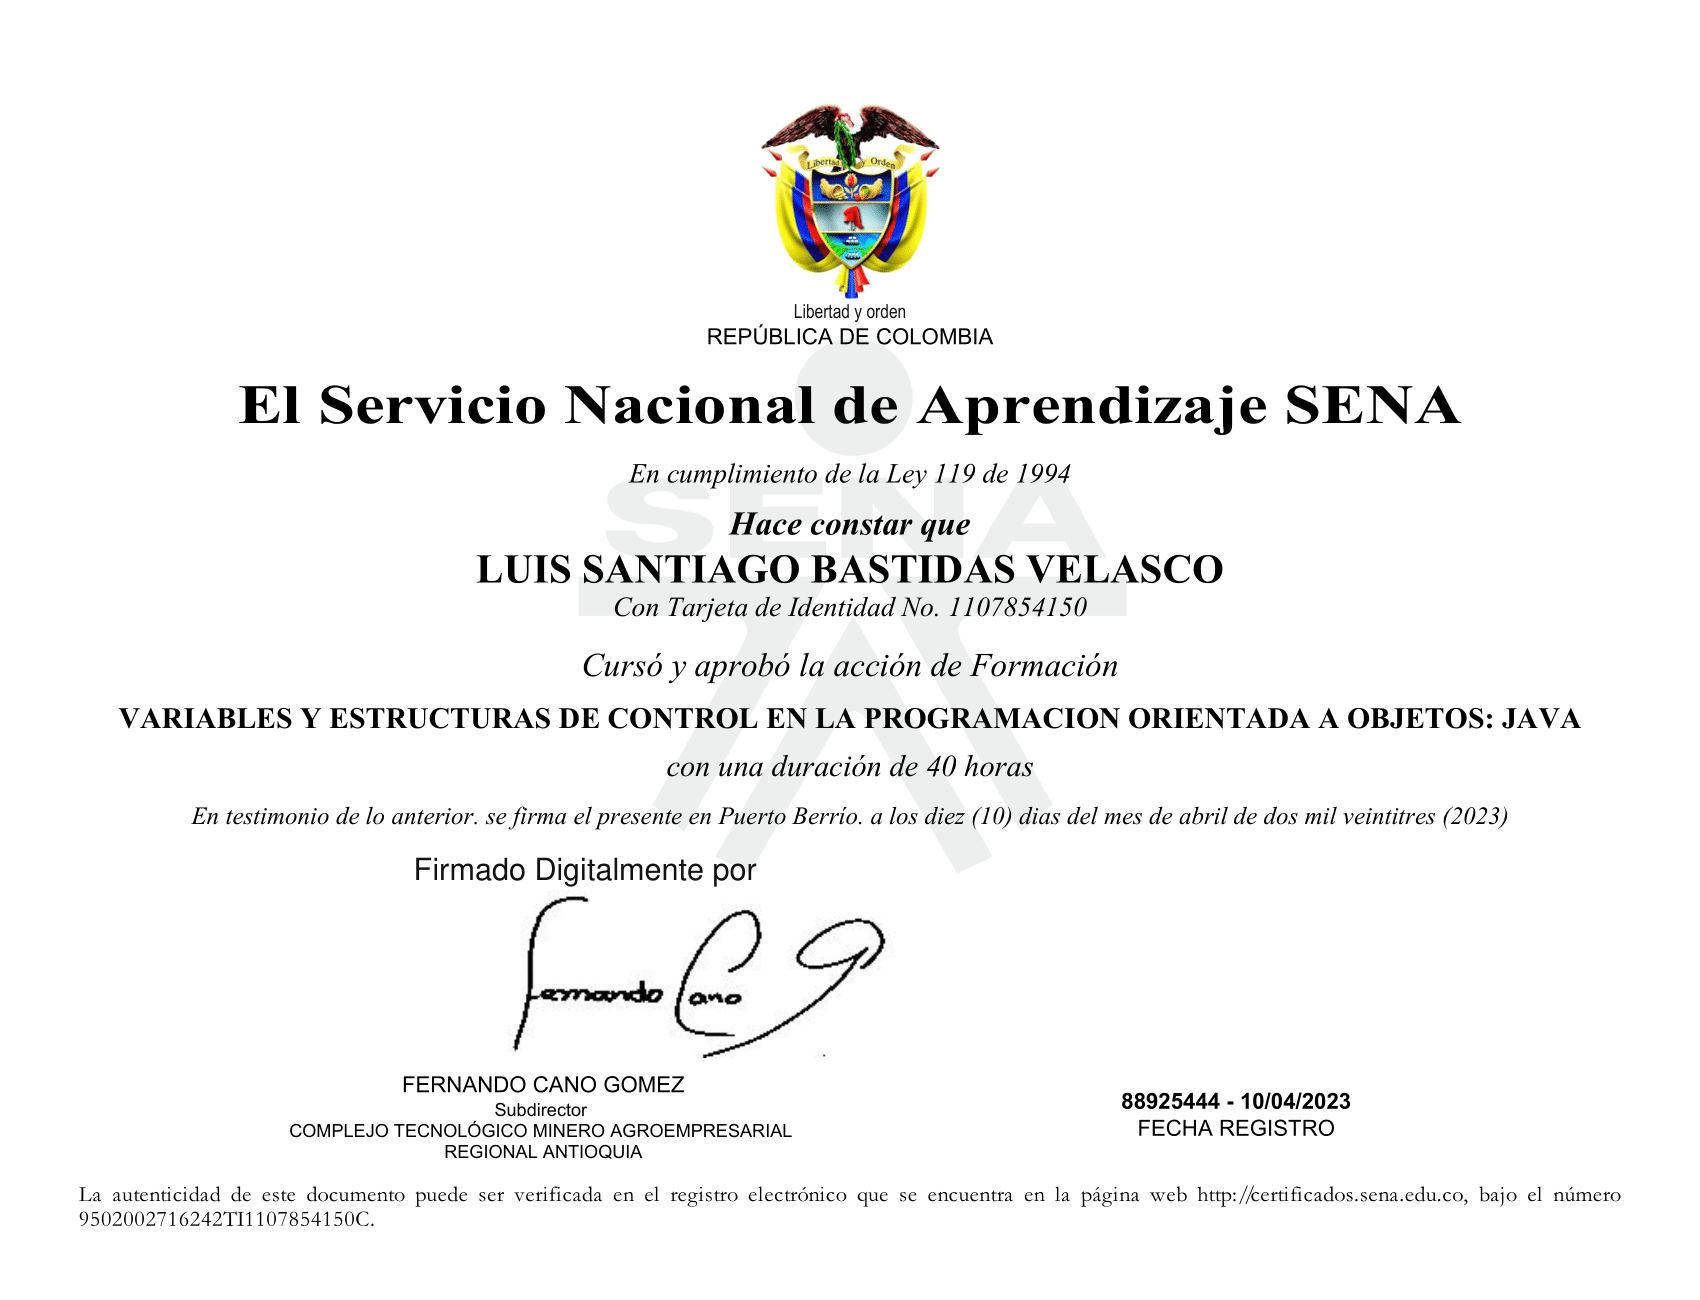 Libertad y Orden
Libertad y orden
REPÚBLICA DE COLOMBIA
El Servicio Nacional de Aprendizaje SENA
En cumplimiento de la Ley 119 de 1994
SENA
Hace constar que
LUIS SANTIAGO BASTIDAS VELASCO
Con Tarjeta de Identidad No. 1107854150
Cursó y aprobó la acción de Formación
VARIABLES Y ESTRUCTURAS DE CONTROL EN LA PROGRAMACION ORIENTADA A OBJETOS: JAVA
con una duración de 40 horas
En testimonio de lo anterior. se firma el presente en Puerto Berrío. a los diez (10) dias del mes de abril de dos mil veintitres (2023)
Firmado Digitalmente por
Fernando Cano G
FERNANDO CANO GOMEZ
Subdirector
COMPLEJO TECNOLÓGICO MINERO AGROEMPRESARIAL
REGIONAL ANTIOQUIA
88925444 - 10/04/2023
FECHA REGISTRO
La autenticidad de este documento puede ser verificada en el registro electrónico que se encuentra en la página web http://certificados.sena.edu.co, bajo el número
9502002716242TI1107854150C.